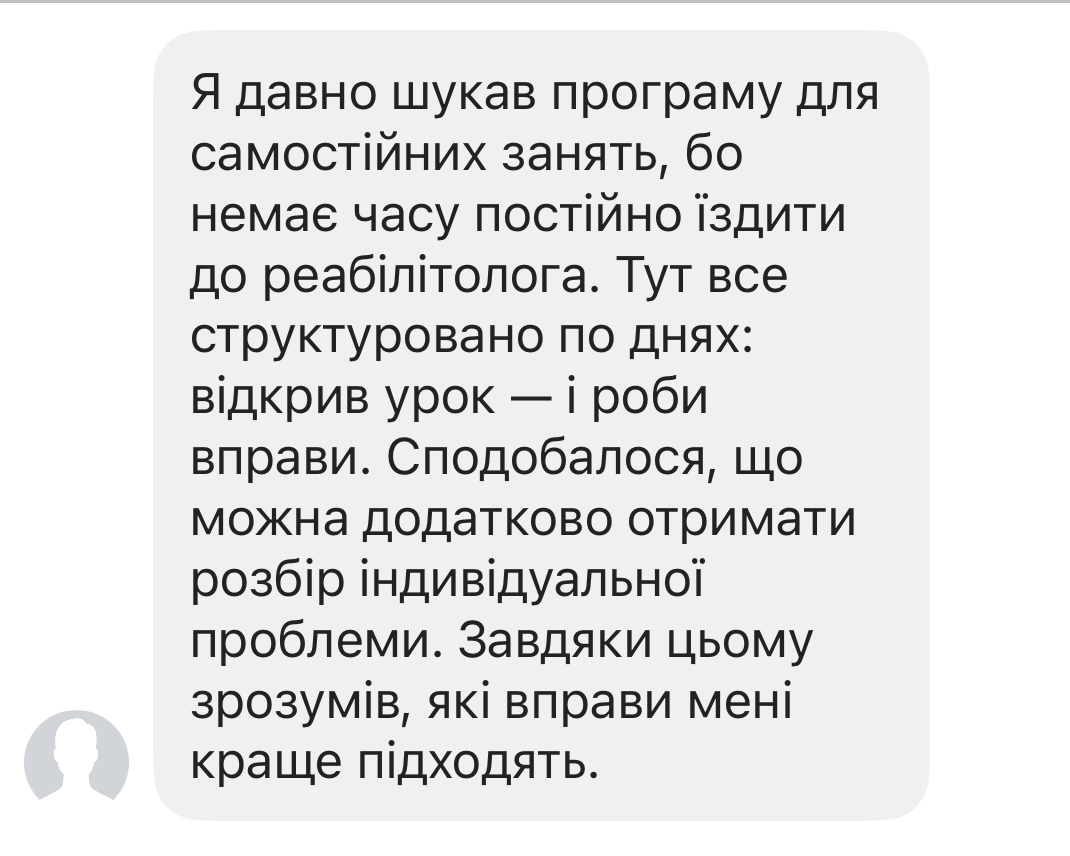 Я давно шукав програму для
самостійних занять, бо
немає часу постійно їздити
до реабілітолога. Тут все
структуровано по днях:
відкрив урок — і роби
вправи. Сподобалося, що
можна додатково отримати
розбір індивідуальної
проблеми. Завдяки цьому
зрозумів, які вправи мені
краще підходять.